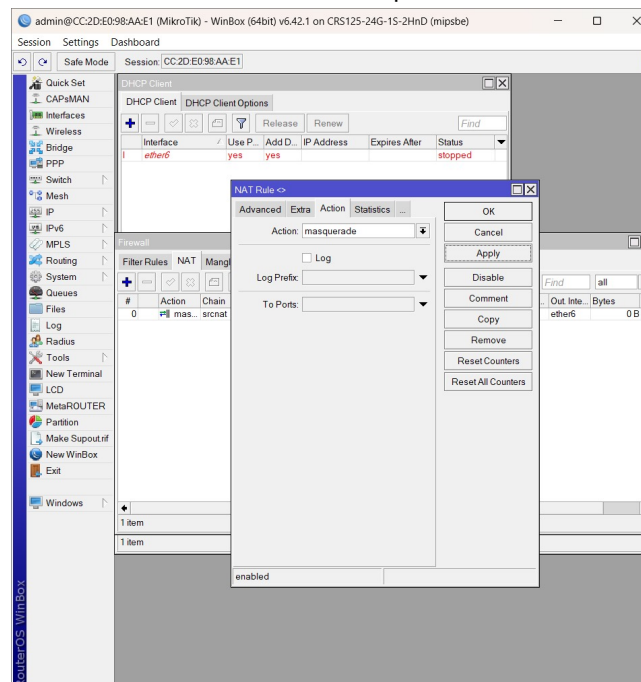 admin@CC:2D:E0:98:AA:E1 (MikroTik) - WinBox (64bit) v6.42.1 on CRS125-24G-1S-2HnD (mipsbe)
Session Settings Dashboard
Safe Mode Session: CC:2D:E0:98:AA:E1
Quick Set
CAPsMAN
Interfaces
Wireless
Bridge
PPP
Switch
Mesh
IP
IPv6
MPLS
Routing
System
Queues
Files
Log
Radius
Tools
New Terminal
LCD
MetaROUTER
Partition
Make Supout.rif
New WinBox
Exit
Windows
RouterOS WinBox
DHCP Client
DHCP Client DHCP Client Options
Release Renew Find
Interface Use P... Add D... IP Address Expires After Status
I ether6 yes yes stopped
Firewall
Filter Rules NAT
Find all
# Action Chain Out. Inte... Bytes
0 mas... srcnat ether6 0 B
1 item
1 item
NAT Rule <>
Advanced Extra Action Statistics ...
Action: masquerade
Log
Log Prefix:
To Ports:
OK
Cancel
Apply
Disable
Comment
Copy
Remove
Reset Counters
Reset All Counters
enabled